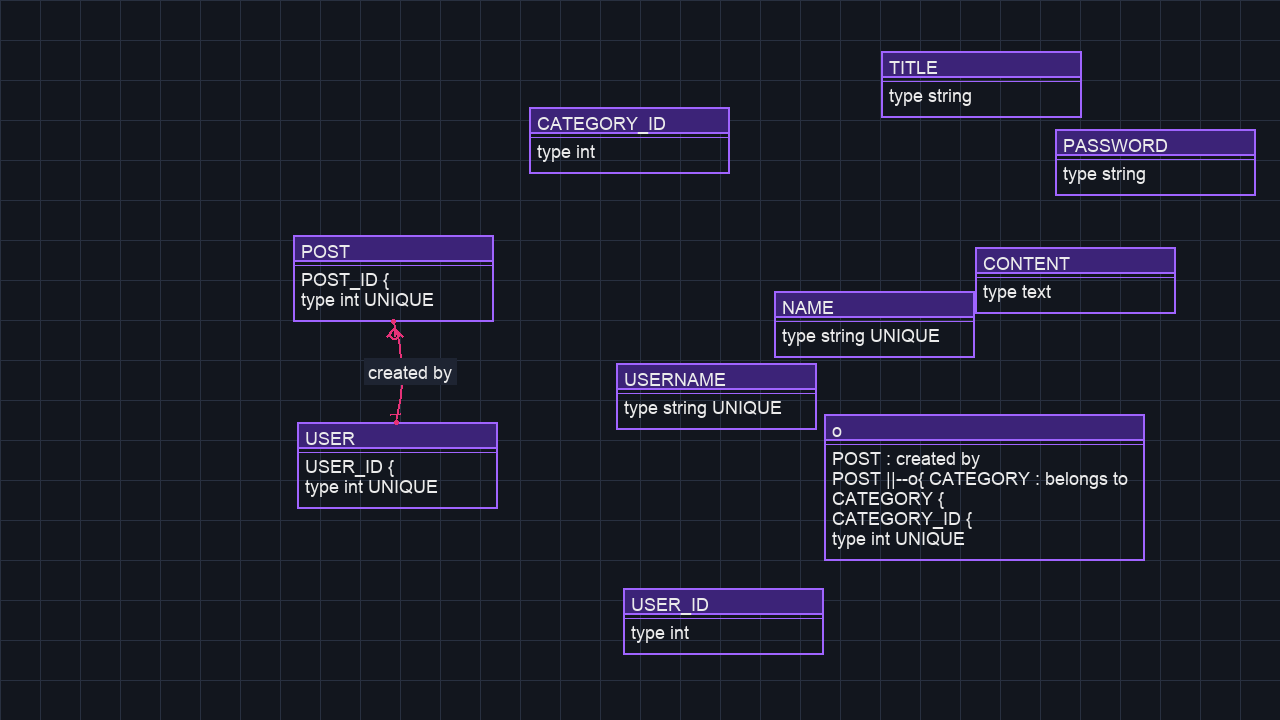 TITLE
type string
CATEGORY_ID
type int
PASSWORD
type string
POST
POST_ID {
type int UNIQUE
CONTENT
type text
NAME
type string UNIQUE
created by
USERNAME
type string UNIQUE
USER
USER_ID {
type int UNIQUE
o
POST : created by
POST ||--o{ CATEGORY : belongs to
CATEGORY {
CATEGORY_ID {
type int UNIQUE
USER_ID
type int